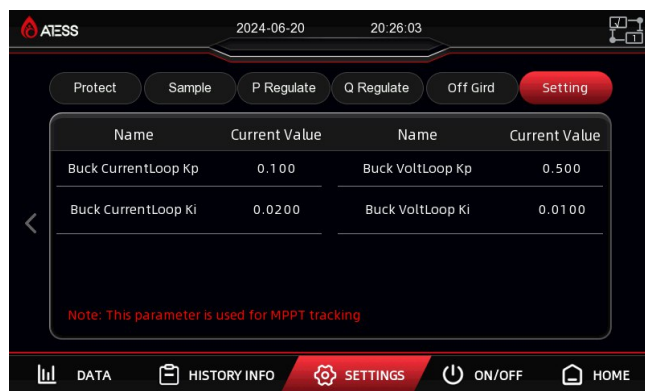 ATESS 2024-06-20 20:26:03
Protect Sample P Regulate Q Regulate Off Gird Setting
Name Current Value Name Current Value
Buck CurrentLoop Kp 0.100 Buck VoltLoop Kp 0.500
Buck CurrentLoop Ki 0.0200 Buck VoltLoop Ki 0.0100
Note: This parameter is used for MPPT tracking
DATA HISTORY INFO SETTINGS ON/OFF HOME
1